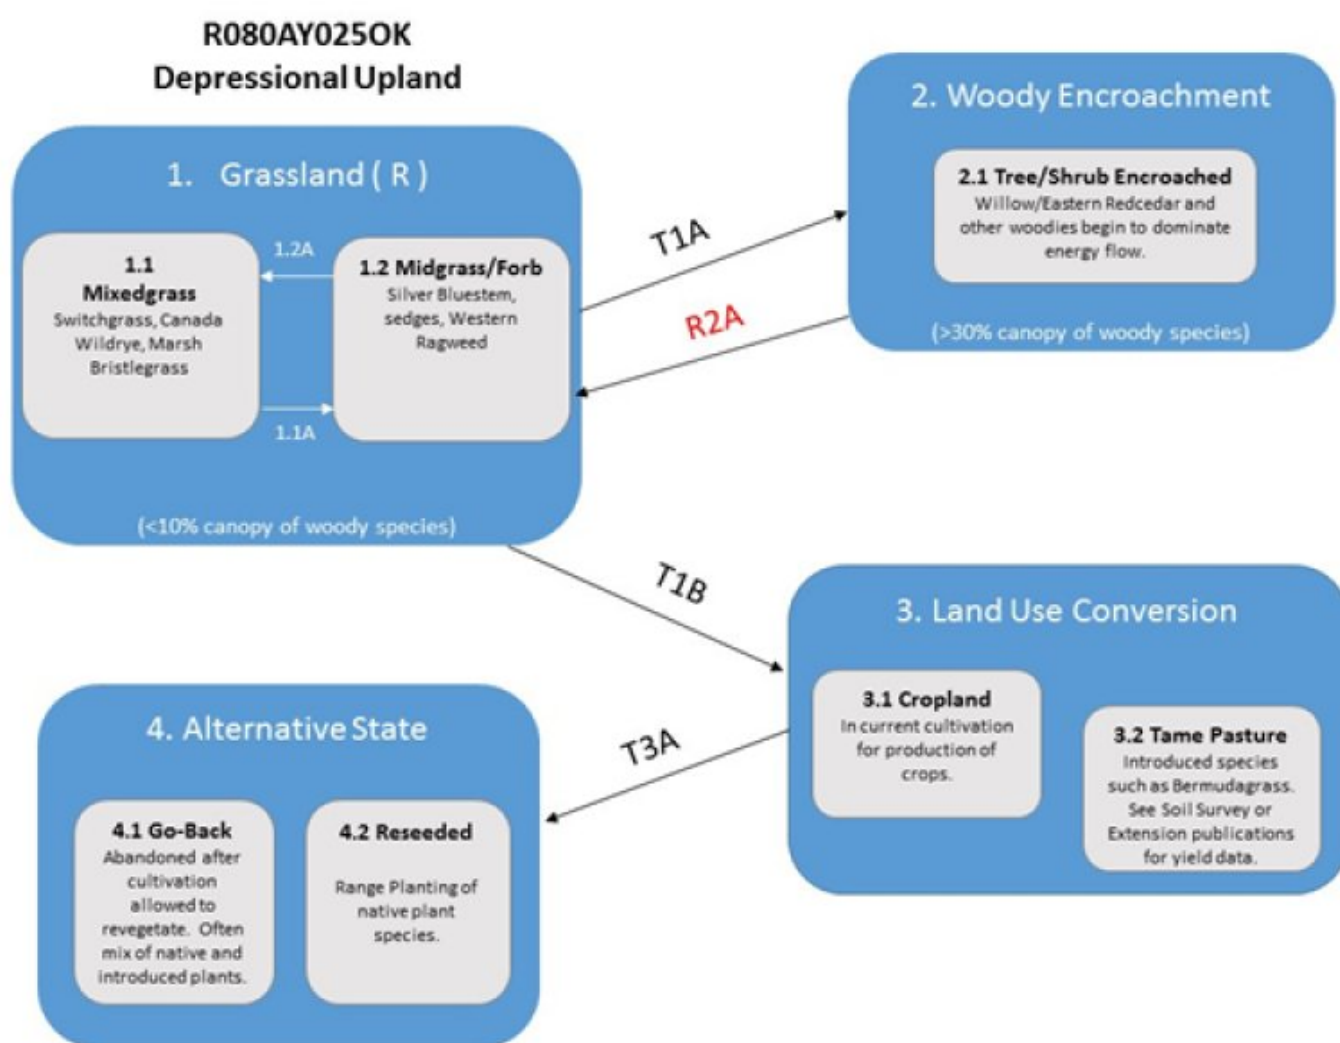 R080AY025OK
Depressional Upland
1. Grassland ( R )
1.1
Mixedgrass
Switchgrass, Canada
Wildrye, Marsh
Bristlegrass
1.2A
1.1A
1.2 Midgrass/Forb
Silver Bluestem,
sedges, Western
Ragweed
(<10% canopy of woody species)
T1A
R2A
2. Woody Encroachment
2.1 Tree/Shrub Encroached
Willow/Eastern Redcedar and
other woodies begin to dominate
energy flow.
(>30% canopy of woody species)
T1B
3. Land Use Conversion
3.1 Cropland
In current cultivation
for production of
crops.
3.2 Tame Pasture
Introduced species
such as Bermudagrass.
See Soil Survey or
Extension publications
for yield data.
T3A
4. Alternative State
4.1 Go-Back
Abandoned after
cultivation
allowed to
revegetate. Often
mix of native and
introduced plants.
4.2 Reseeded
Range Planting of
native plant
species.